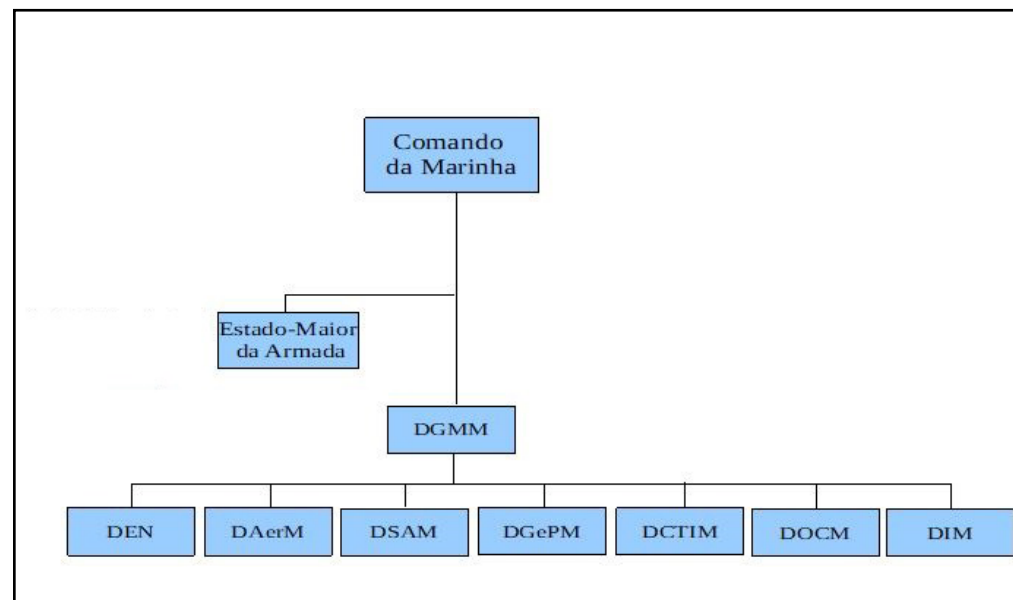 Comando
da Marinha
Estado-Maior
da Armada
DGMM
DEN
DAerM
DSAM
DGePM
DCTIM
DOCM
DIM